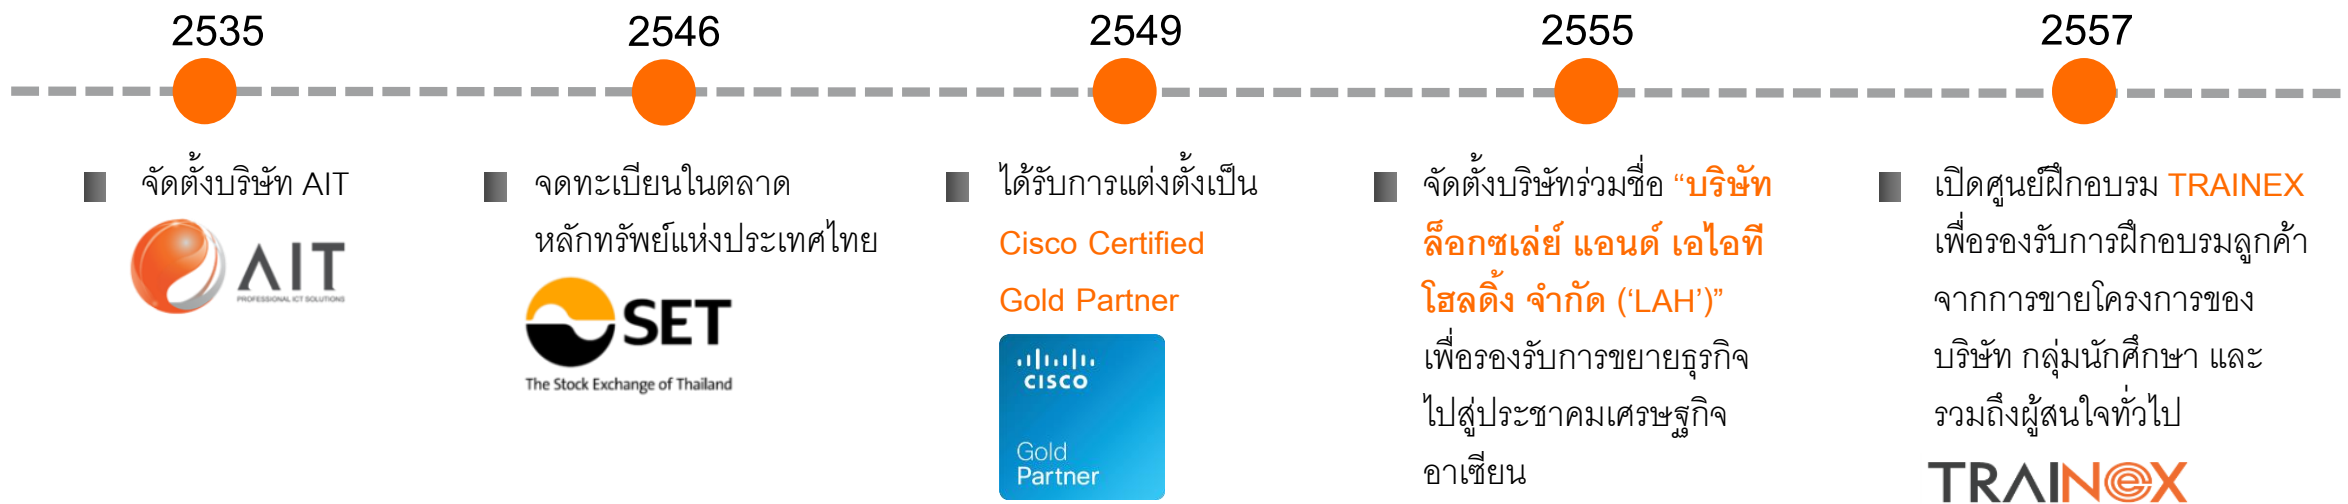 2535
2546
2549
2555
2557
จัดตั้งบริษัท AIT
AIT
PROFESSIONAL ICT SOLUTIONS
จดทะเบียนในตลาด
หลักทรัพย์แห่งประเทศไทย
SET
The Stock Exchange of Thailand
ได้รับการแต่งตั้งเป็น
Cisco Certified
Gold Partner
CISCO
Gold
Partner
จัดตั้งบริษัทร่วมชื่อ “บริษัท
ล็อกซเล่ย์ แอนด์ เอไอที
โฮลดิ้ง จำกัด (‘LAH’)”
เพื่อรองรับการขยายธุรกิจ
ไปสู่ประชาคมเศรษฐกิจ
อาเซียน
เปิดศูนย์ฝึกอบรม TRAINEX
เพื่อรองรับการฝึกอบรมลูกค้า
จากการขายโครงการของ
บริษัท กลุ่มนักศึกษา และ
รวมถึงผู้สนใจทั่วไป
TRAINEX